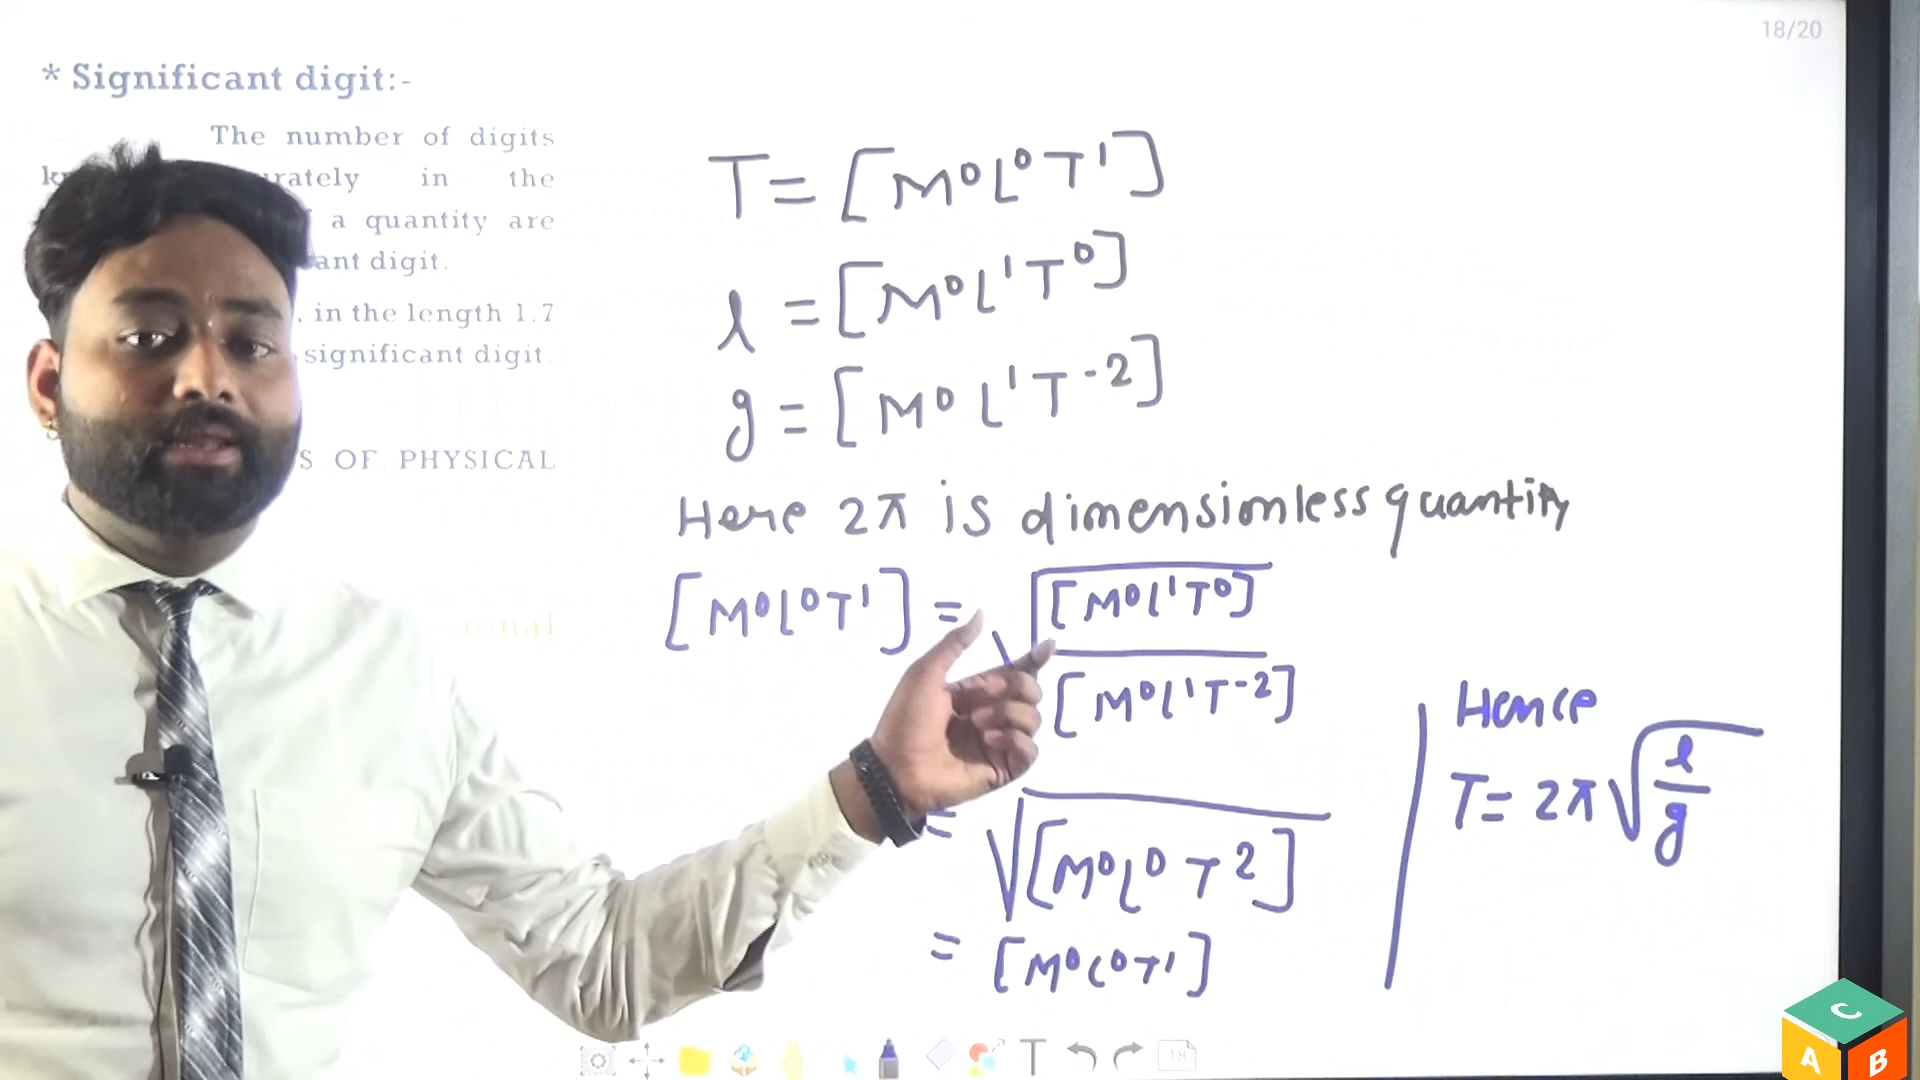 18/20
* Significant digit:-
The number of digits
rately in the
a quantity are
ant digit.
, in the length 1.7
significant digit.
S OF PHYSICAL
onal
T = [M⁰L⁰T¹]
l = [M⁰L¹T⁰]
g = [M⁰L¹T⁻²]
Here 2π is dimensionless quantity
[M⁰L⁰T¹] = √[M⁰L¹T⁰]/[M⁰L¹T⁻²]
= √[M⁰L⁰T²]
= [M⁰L⁰T¹]
Hence
T = 2π√l/g
T
18
C
A B